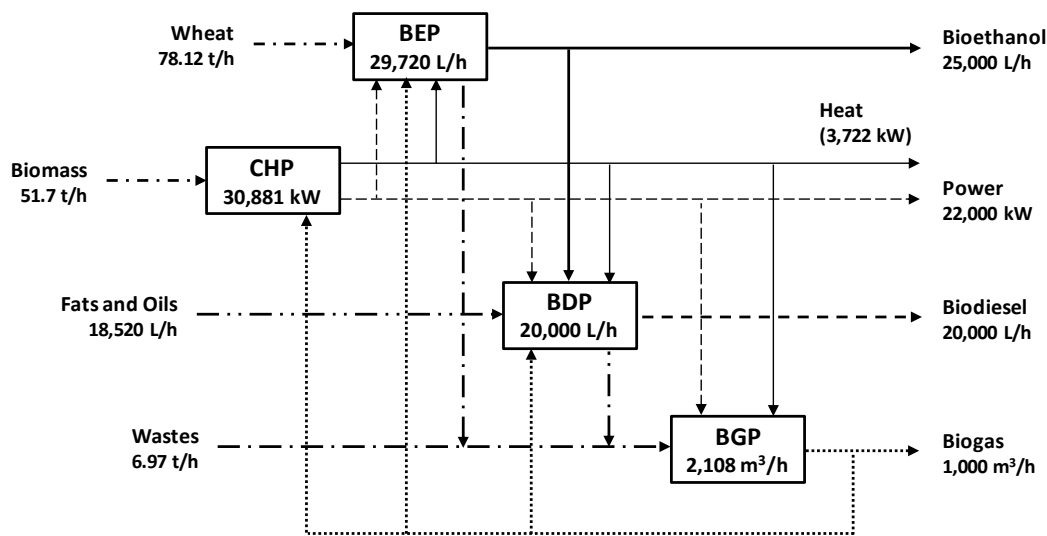 Wheat
78.12 t/h
BEP
29,720 L/h
Bioethanol
25,000 L/h
Heat
(3,722 kW)
Biomass
51.7 t/h
CHP
30,881 kW
Power
22,000 kW
Fats and Oils
18,520 L/h
BDP
20,000 L/h
Biodiesel
20,000 L/h
Wastes
6.97 t/h
BGP
2,108 m³/h
Biogas
1,000 m³/h